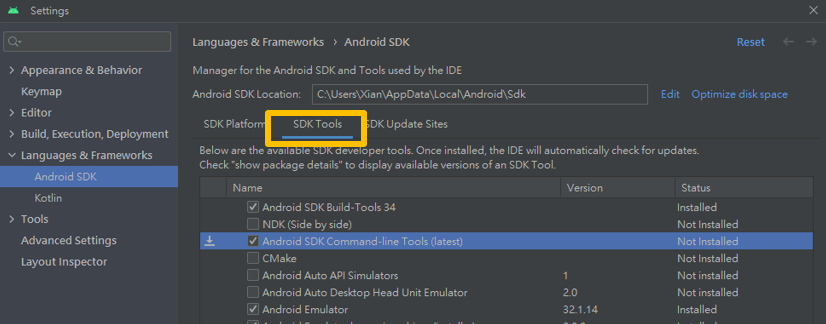 Settings
Languages & Frameworks › Android SDK Reset
Appearance & Behavior
Keymap
Editor
Build, Execution, Deployment
Languages & Frameworks
Android SDK
Kotlin
Tools
Advanced Settings
Layout Inspector
Manager for the Android SDK and Tools used by the IDE
Android SDK Location: C:\Users\Xian\AppData\Local\Android\Sdk Edit Optimize disk space
SDK Platform SDK Tools SDK Update Sites
Below are the available SDK developer tools. Once installed, the IDE will automatically check for updates.
Check "show package details" to display available versions of an SDK Tool.
Name Version Status
Android SDK Build-Tools 34 Installed
NDK (Side by side) Not Installed
Android SDK Command-line Tools (latest) Not Installed
CMake Not Installed
Android Auto API Simulators 1 Not installed
Android Auto Desktop Head Unit Emulator 2.0 Not installed
Android Emulator 32.1.14 Installed